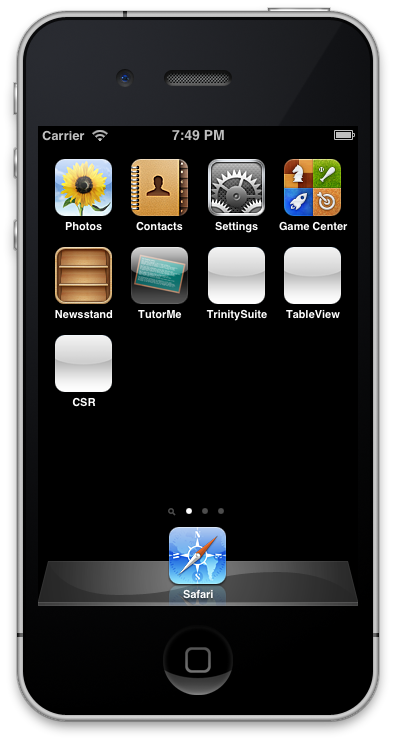 Carrier 7:49 PM
Photos Contacts Settings Game Center
Newsstand TutorMe TrinitySuite TableView
CSR
Safari